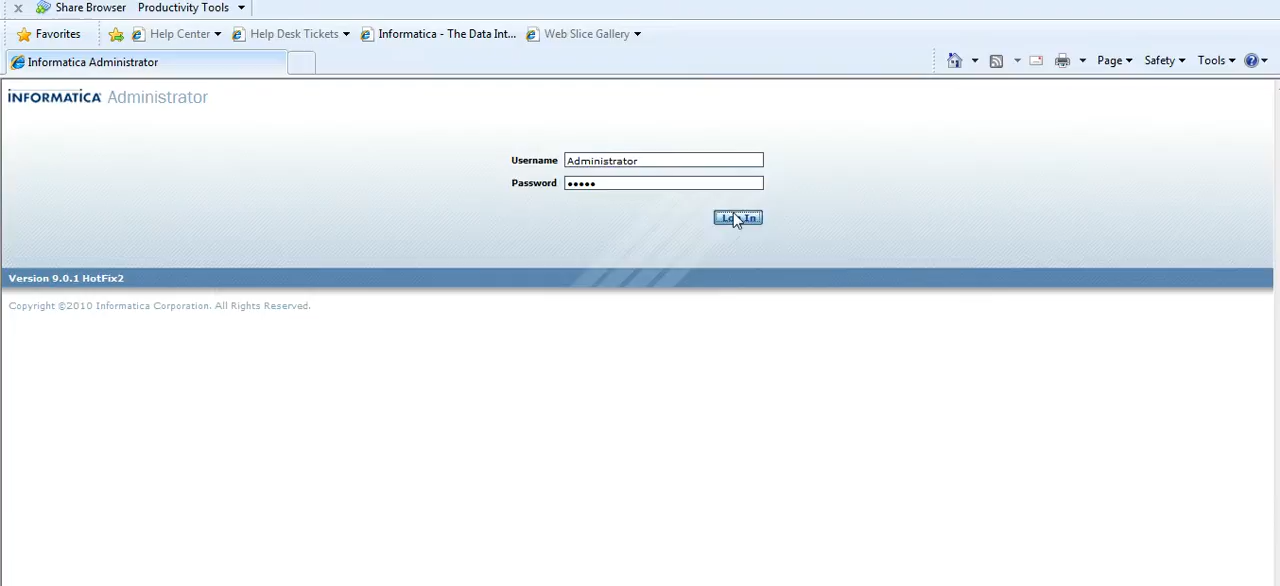 x Share Browser Productivity Tools
Favorites Help Center Help Desk Tickets Informatica - The Data Int... Web Slice Gallery
Informatica Administrator Page Safety Tools
INFORMATICA Administrator
Username Administrator
Password •••••
Log In
Version 9.0.1 HotFix2
Copyright ©2010 Informatica Corporation. All Rights Reserved.